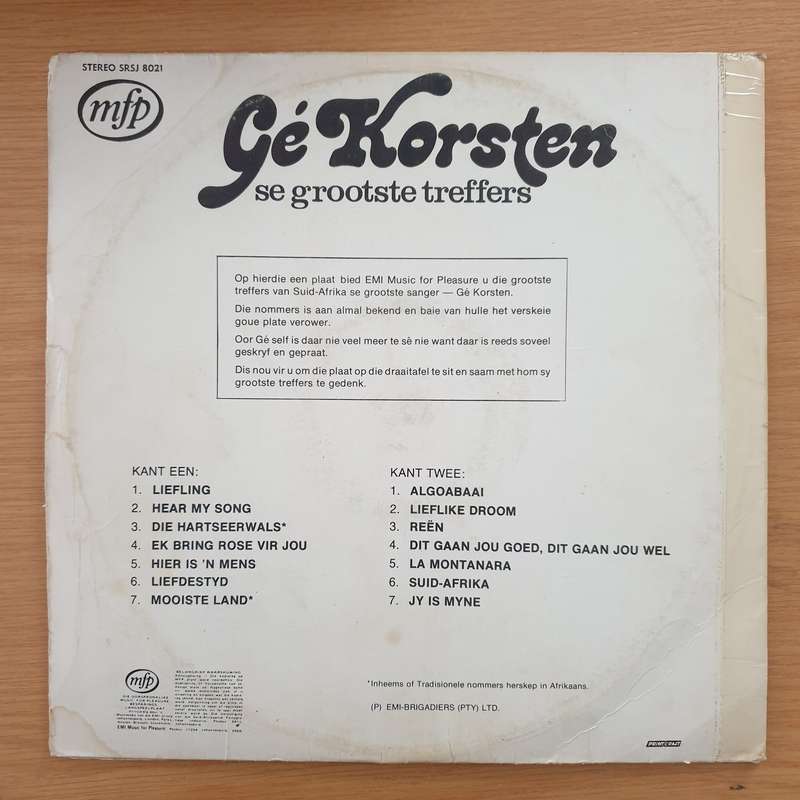 STEREO SRSJ 8021
mfp
Gé Korsten
se grootste treffers
Op hierdie een plaat bied EMI Music for Pleasure u die grootste
treffers van Suid-Afrika se grootste sanger — Gé Korsten.
Die nommers is aan almal bekend en baie van hulle het verskeie
goue plate verower.
Oor Gé self is daar nie veel meer te sê nie want daar is reeds soveel
geskryf en gepraat.
Dis nou vir u om die plaat op die draaitafel te sit en saam met hom sy
grootste treffers te gedenk.
KANT EEN:
1. LIEFLING
2. HEAR MY SONG
3. DIE HARTSEERWALS*
4. EK BRING ROSE VIR JOU
5. HIER IS 'N MENS
6. LIEFDESTYD
7. MOOISTE LAND*
KANT TWEE:
1. ALGOABAAI
2. LIEFLIKE DROOM
3. REËN
4. DIT GAAN JOU GOED, DIT GAAN JOU WEL
5. LA MONTANARA
6. SUID-AFRIKA
7. JY IS MYNE
*Inheems of Tradisionele nommers herskep in Afrikaans.
(P) EMI-BRIGADIERS (PTY) LTD.
mfp
EMI Music for Pleasure